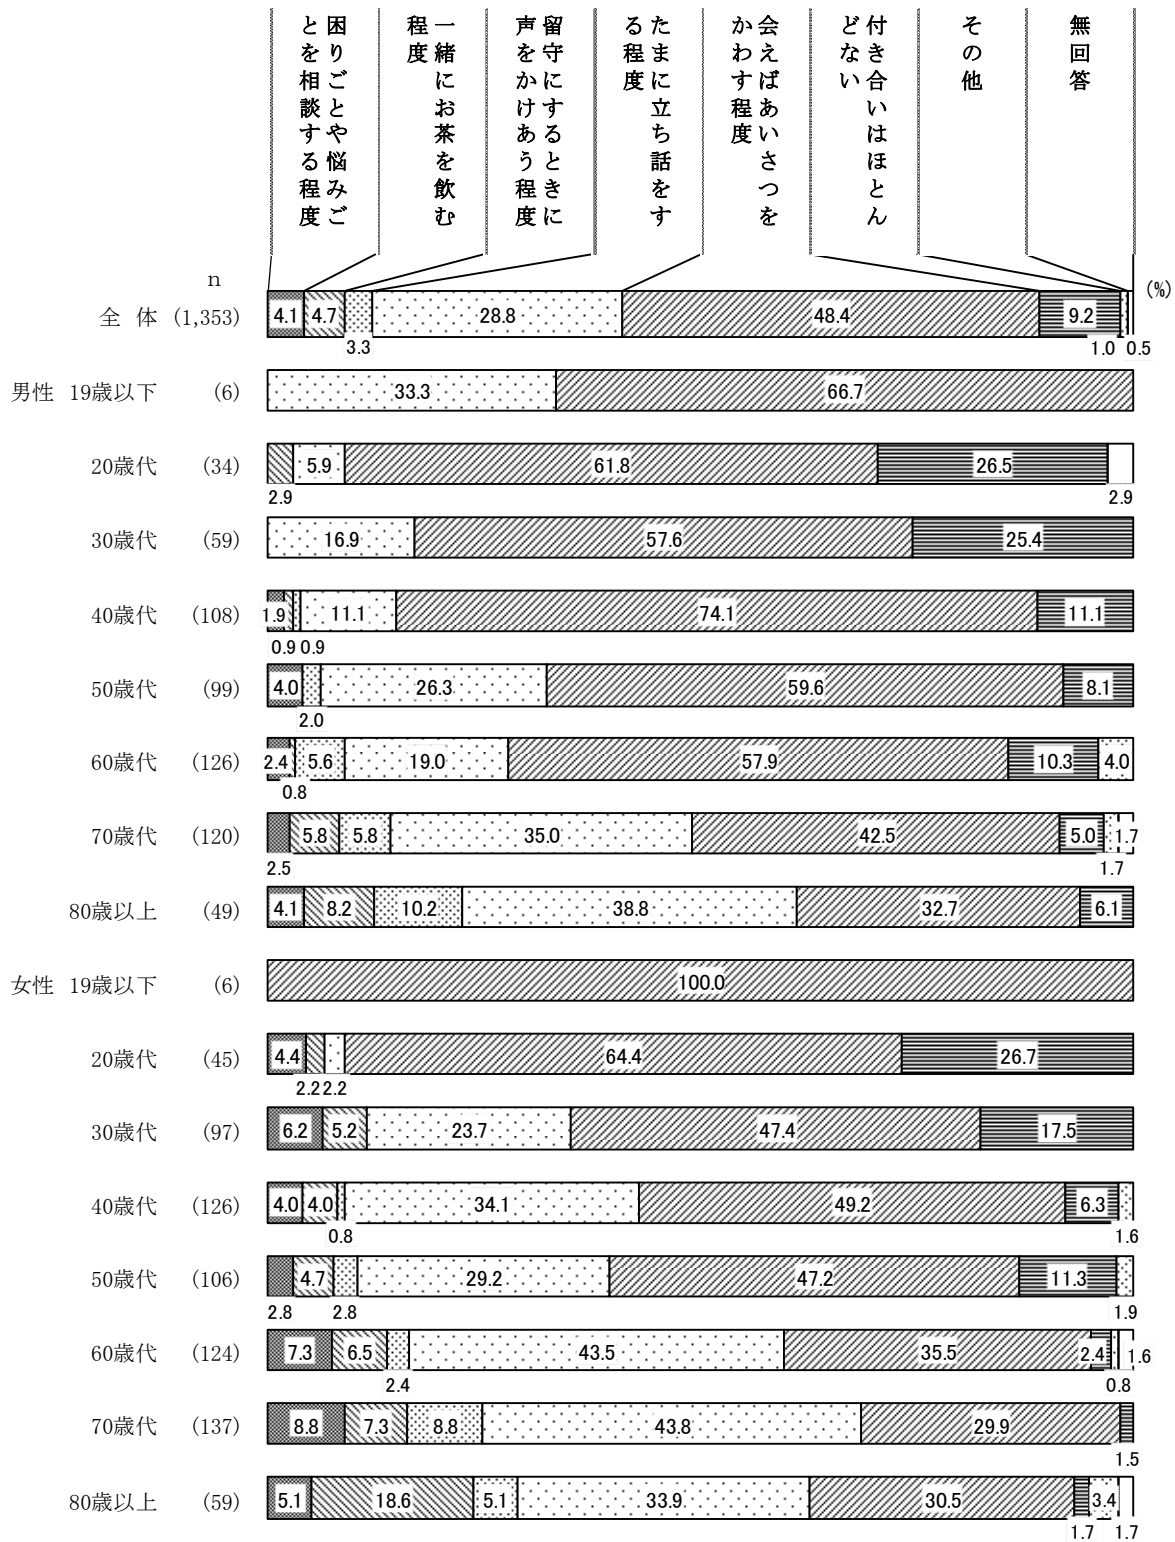 困りごとや悩みご
とを相談する程度
一緒にお茶を飲む
程度
留守にするときに
声をかけあう程度
たまに立ち話をす
る程度
会えばあいさつを
かわす程度
付き合いはほとん
どない
その他
無回答
n
(%)
全 体 (1,353) 4.1 4.7 28.8 48.4 9.2
3.3 1.0 0.5
男性 19歳以下 (6) 33.3 66.7
20歳代 (34) 5.9 61.8 26.5
2.9 2.9
30歳代 (59) 16.9 57.6 25.4
40歳代 (108) 1.9 11.1 74.1 11.1
0.9 0.9
50歳代 (99) 4.0 26.3 59.6 8.1
2.0
60歳代 (126) 2.4 5.6 19.0 57.9 10.3 4.0
0.8
70歳代 (120) 5.8 5.8 35.0 42.5 5.0 1.7
2.5 1.7
80歳以上 (49) 4.1 8.2 10.2 38.8 32.7 6.1
女性 19歳以下 (6) 100.0
20歳代 (45) 4.4 64.4 26.7
2.2 2.2
30歳代 (97) 6.2 5.2 23.7 47.4 17.5
40歳代 (126) 4.0 4.0 34.1 49.2 6.3
0.8 1.6
50歳代 (106) 4.7 29.2 47.2 11.3
2.8 2.8 1.9
60歳代 (124) 7.3 6.5 43.5 35.5 2.4 1.6
2.4 0.8
70歳代 (137) 8.8 7.3 8.8 43.8 29.9
1.5
80歳以上 (59) 5.1 18.6 5.1 33.9 30.5 3.4
1.7 1.7